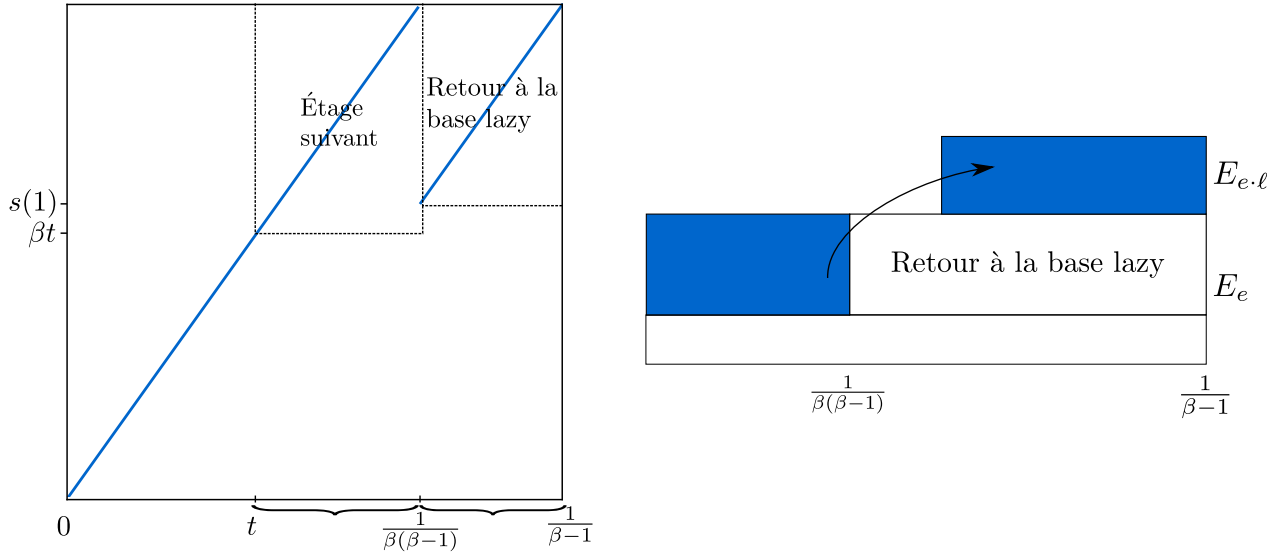 Étage
suivant
Retour à la
base lazy
s(1)
βt
0
t
1/(β(β−1))
1/(β−1)
E_{e·ℓ}
Retour à la base lazy
E_e
1/(β(β−1))
1/(β−1)